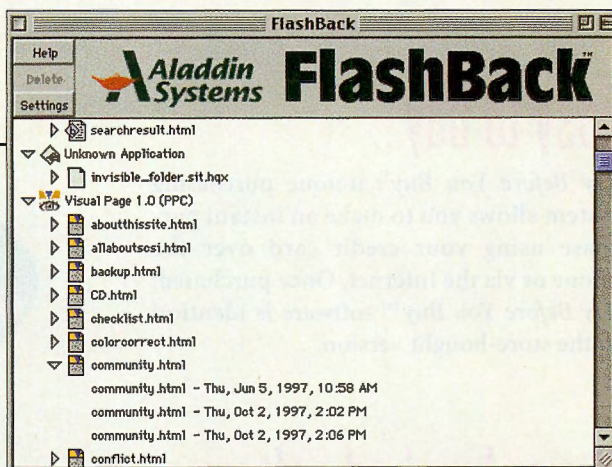 FlashBack
Help
Delete
Settings
Aladdin
Systems
FlashBack™
searchresult.html
Unknown Application
invisible_folder.sit.hqx
Visual Page 1.0 (PPC)
aboutthissite.html
allaboutsosi.html
backup.html
CD.html
checklist.html
colorcorrect.html
community.html
community.html - Thu, Jun 5, 1997, 10:58 AM
community.html - Thu, Oct 2, 1997, 2:02 PM
community.html - Thu, Oct 2, 1997, 2:06 PM
conflict.html